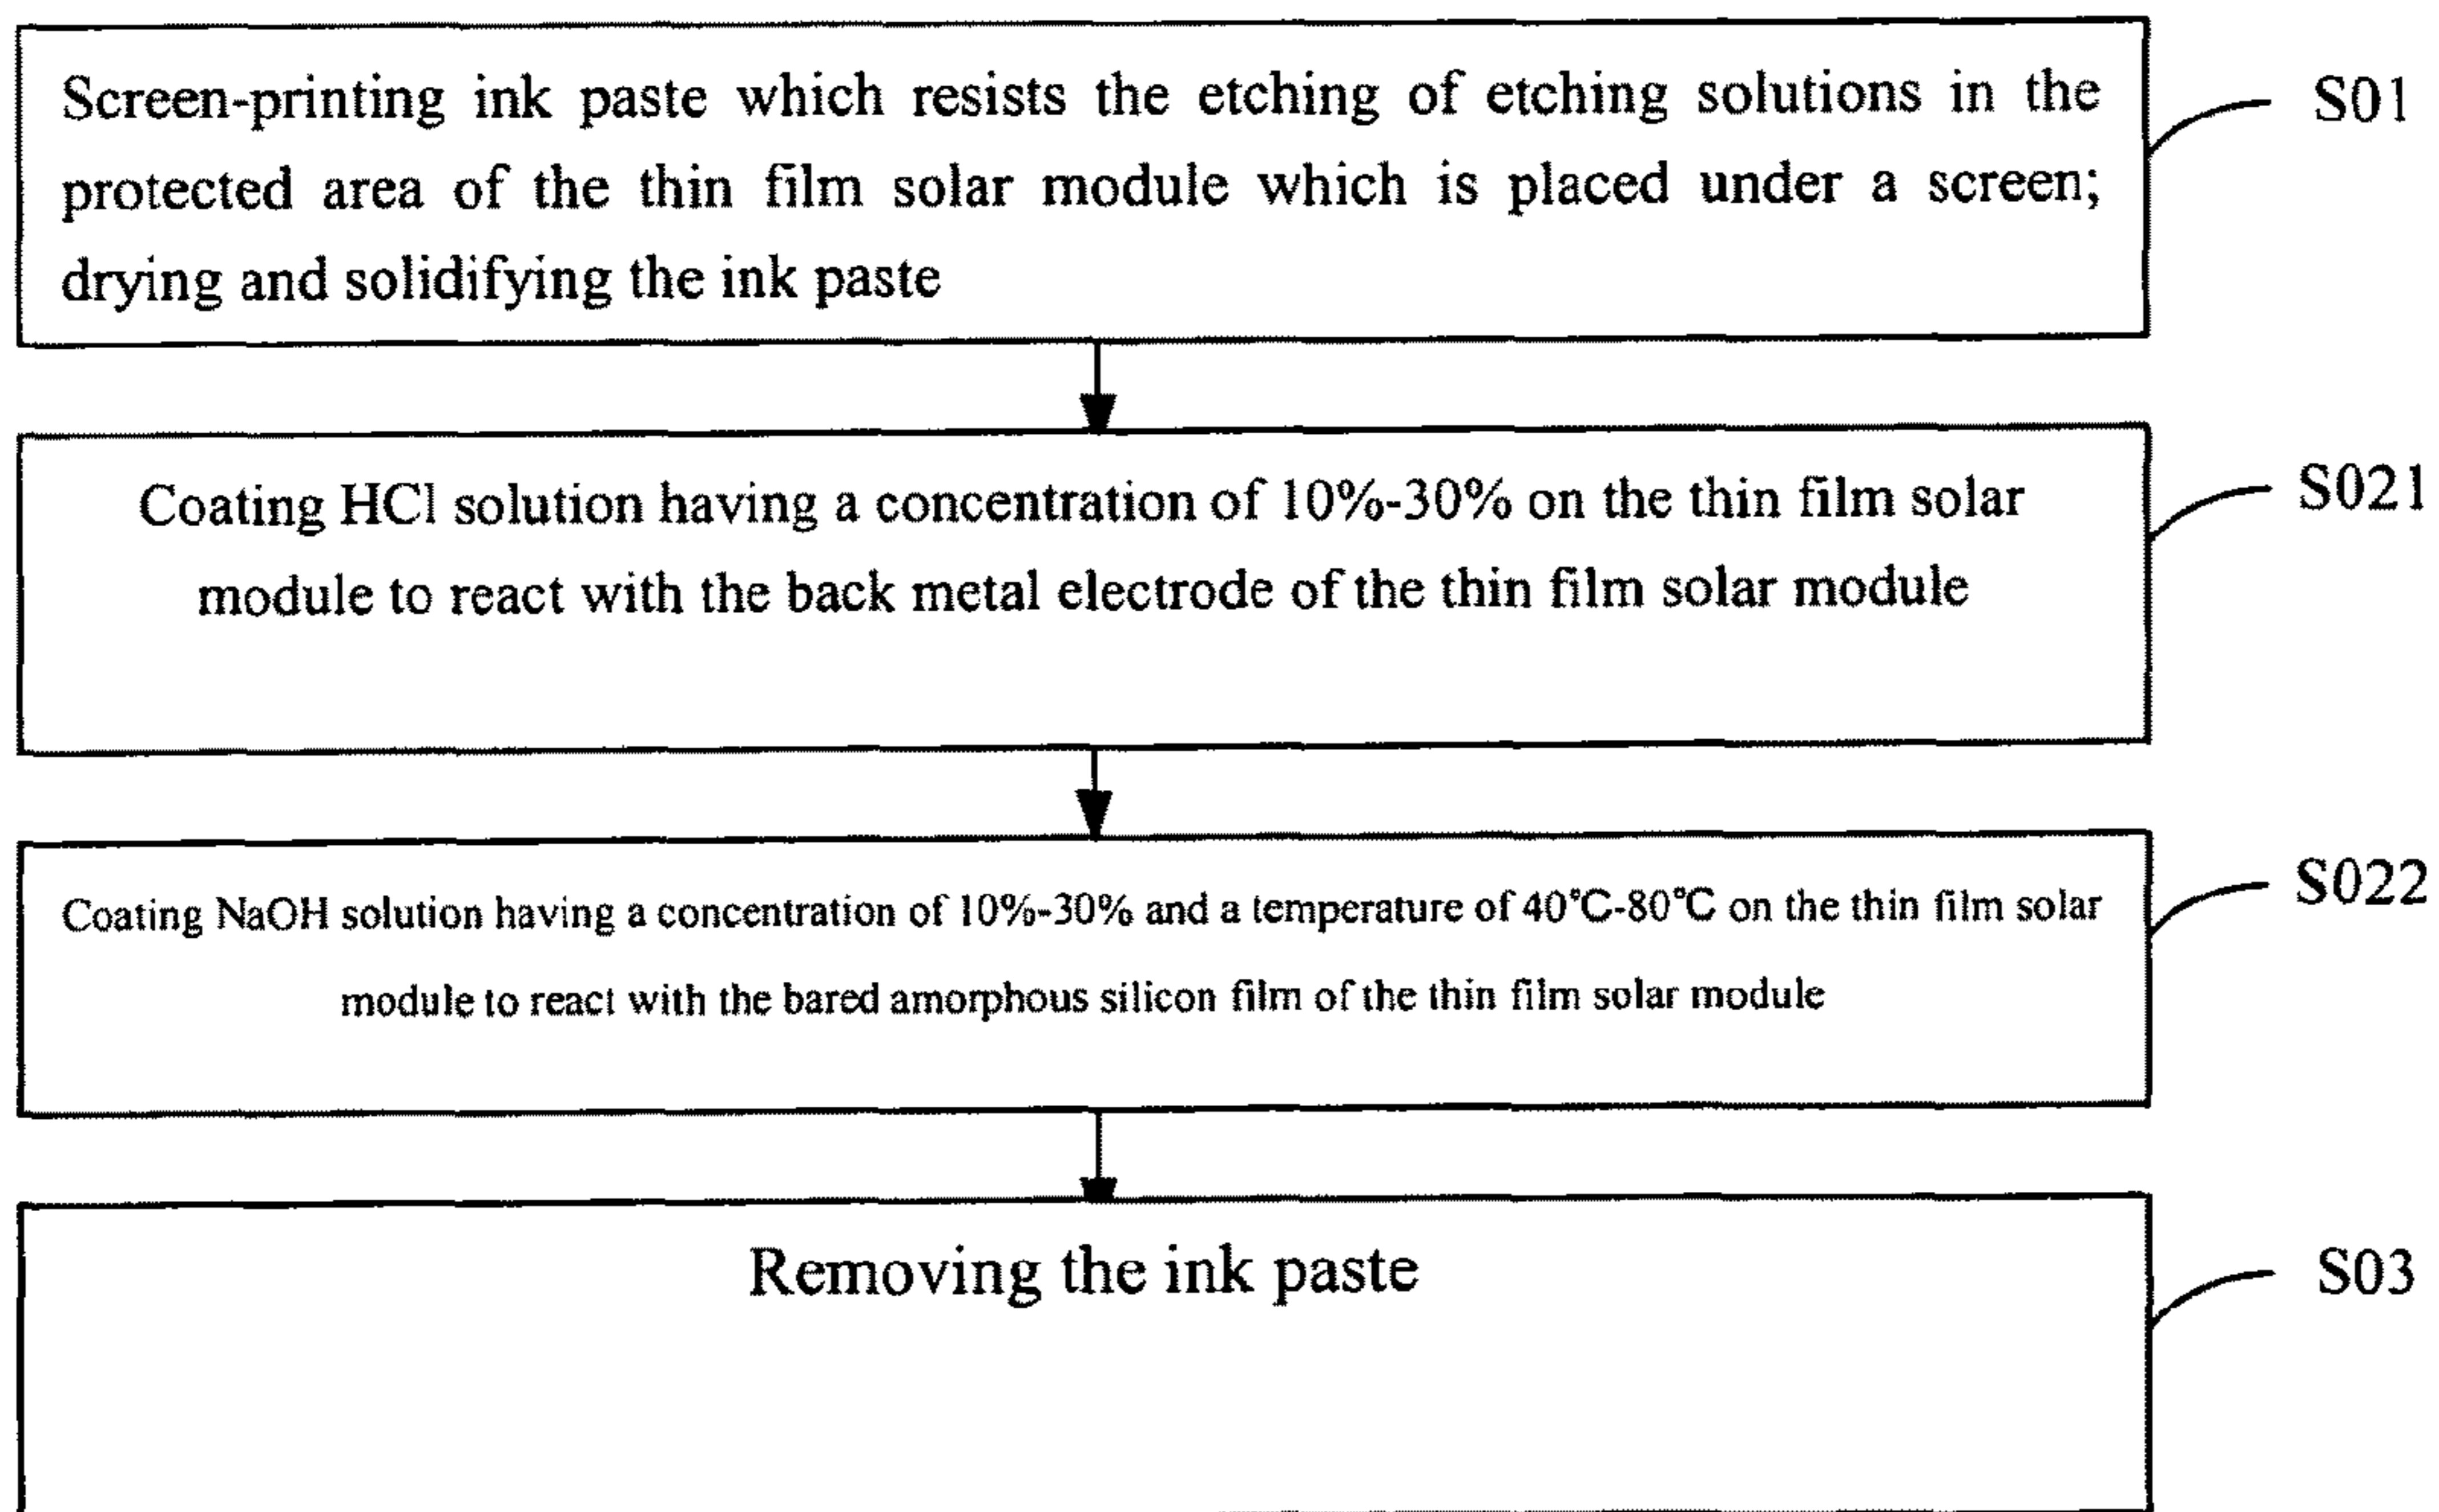 Screen-printing ink paste which resists the etching of etching solutions in the
protected area of the thin film solar module which is placed under a screen;
drying and solidifying the ink paste
S01
Coating HCl solution having a concentration of 10%-30% on the thin film solar
module to react with the back metal electrode of the thin film solar module
S021
Coating NaOH solution having a concentration of 10%-30% and a temperature of 40℃-80℃ on the thin film solar
module to react with the bared amorphous silicon film of the thin film solar module
S022
Removing the ink paste
S03